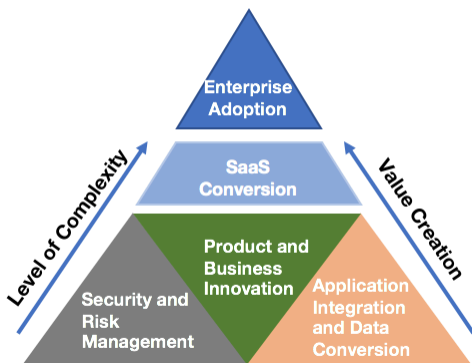 Enterprise
Adoption
SaaS
Conversion
Level of Complexity
Value Creation
Product and
Business
Innovation
Security and
Risk
Management
Application
Integration
and Data
Conversion